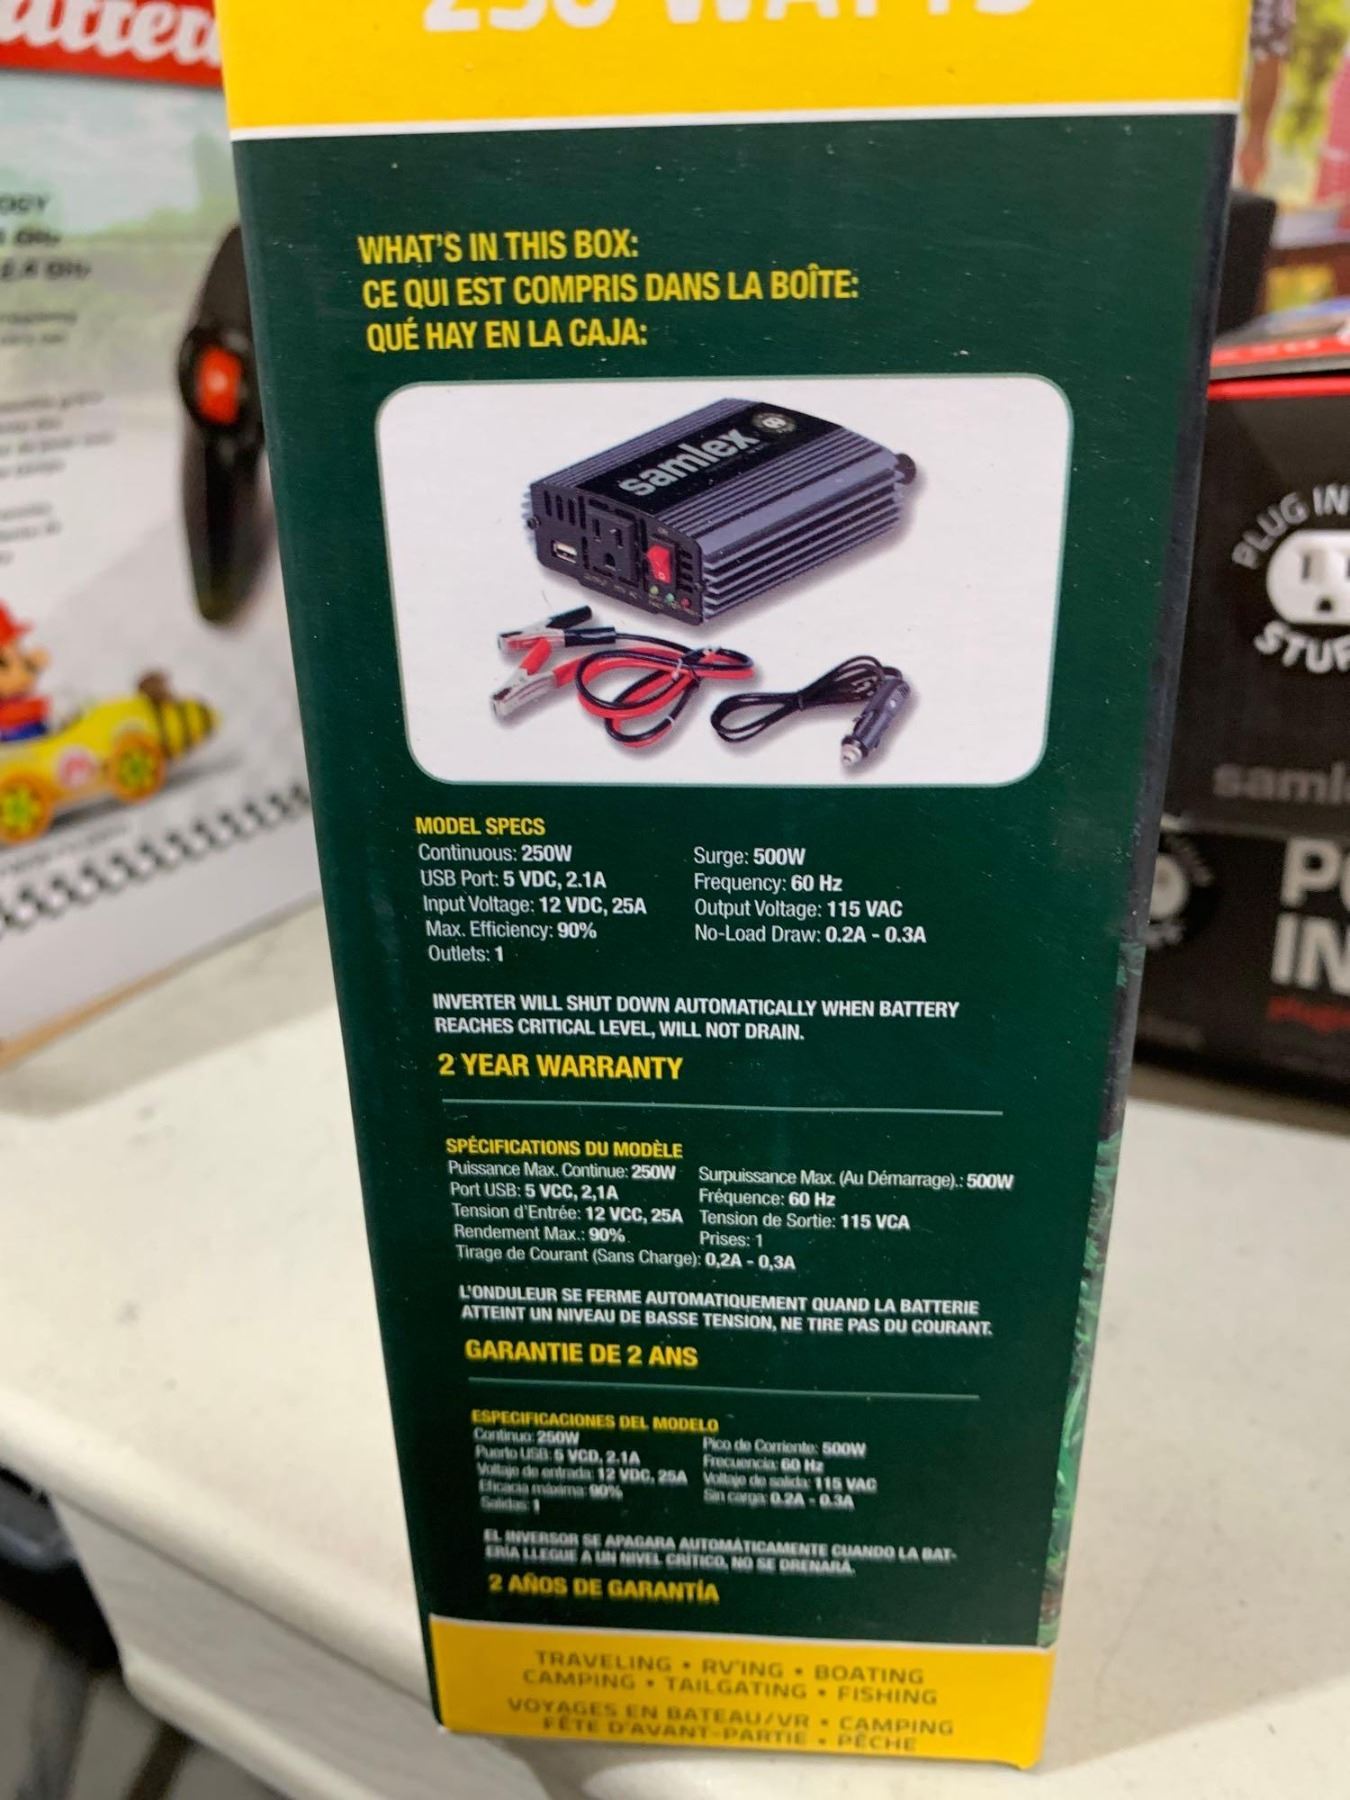 250 WATTS
WHAT'S IN THIS BOX:
CE QUI EST COMPRIS DANS LA BOÎTE:
QUÉ HAY EN LA CAJA:
samlex
MODEL SPECS
Continuous: 250W
USB Port: 5 VDC, 2.1A
Input Voltage: 12 VDC, 25A
Max. Efficiency: 90%
Outlets: 1
Surge: 500W
Frequency: 60 Hz
Output Voltage: 115 VAC
No-Load Draw: 0.2A - 0.3A
INVERTER WILL SHUT DOWN AUTOMATICALLY WHEN BATTERY
REACHES CRITICAL LEVEL, WILL NOT DRAIN.
2 YEAR WARRANTY
SPÉCIFICATIONS DU MODÈLE
Puissance Max. Continue: 250W
Port USB: 5 VCC, 2,1A
Tension d'Entrée: 12 VCC, 25A
Rendement Max.: 90%
Tirage de Courant (Sans Charge): 0,2A - 0,3A
Surpuissance Max. (Au Démarrage).: 500W
Fréquence: 60 Hz
Tension de Sortie: 115 VCA
Prises: 1
L'ONDULEUR SE FERME AUTOMATIQUEMENT QUAND LA BATTERIE
ATTEINT UN NIVEAU DE BASSE TENSION, NE TIRE PAS DU COURANT.
GARANTIE DE 2 ANS
ESPECIFICACIONES DEL MODELO
Continuo: 250W
Puerto USB: 5 VCD, 2.1A
Voltaje de entrada: 12 VDC, 25A
Eficacia máxima: 90%
Salidas: 1
Pico de Corriente: 500W
Frecuencia: 60 Hz
Voltaje de salida: 115 VAC
Sin carga: 0.2A - 0.3A
EL INVERSOR SE APAGARA AUTOMÁTICAMENTE CUANDO LA BAT-
ERÍA LLEGUE A UN NIVEL CRÍTICO, NO SE DRENARÁ.
2 AÑOS DE GARANTÍA
TRAVELING • RV'ING • BOATING
CAMPING • TAILGATING • FISHING
VOYAGES EN BATEAU/VR • CAMPING
FÊTE D'AVANT-PARTIE • PÊCHE
PLUG IN
STUF
saml
PO
IN